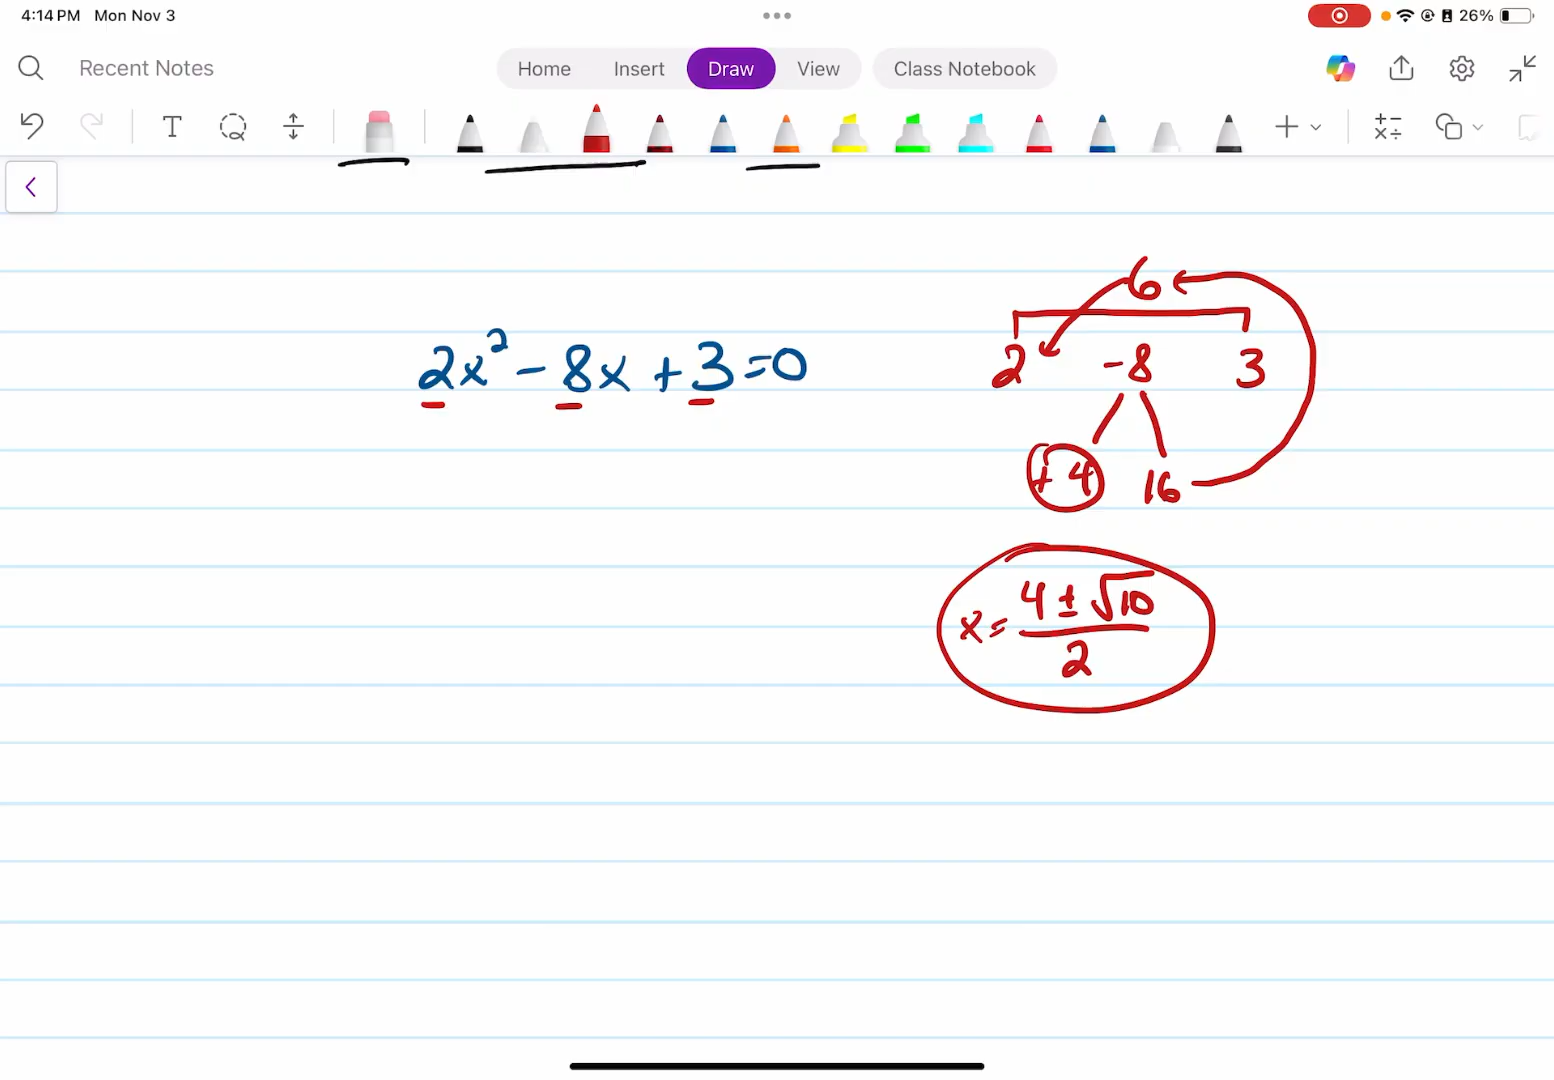 4:14 PM Mon Nov 3 26%
Recent Notes Home Insert Draw View Class Notebook
T
2x² - 8x + 3 = 0
6
2 -8 3
+4 16
x = (4 ± √10)/2